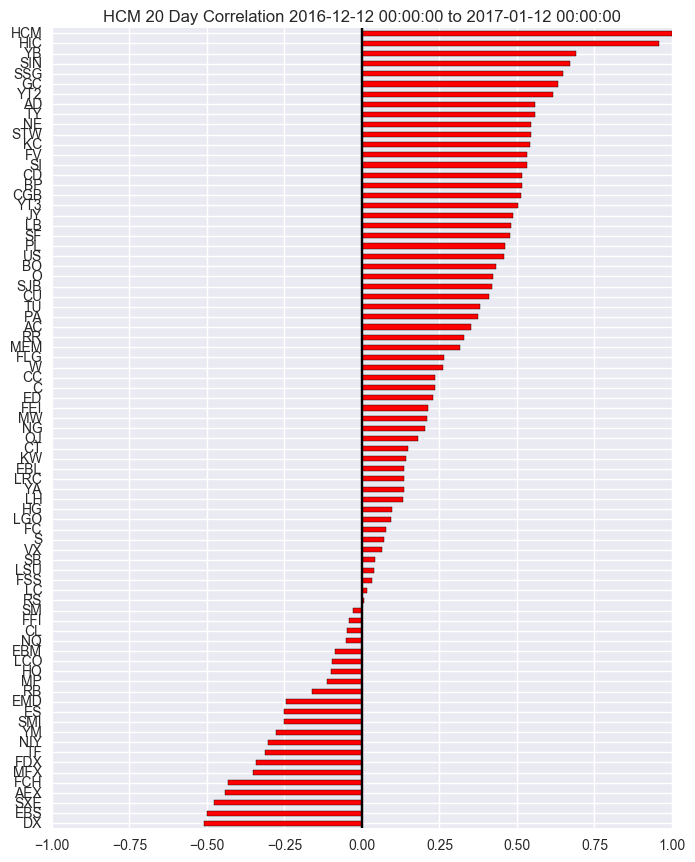 HCM 20 Day Correlation 2016-12-12 00:00:00 to 2017-01-12 00:00:00
HCM
HIC
YB
SIN
SSG
GC
YT2
AD
TY
NE
STW
KC
FV
SI
CD
BP
CGB
YT3
JY
LB
SF
PL
US
BO
O
SJB
CU
TU
PA
AC
RR
MEM
FLG
W
CC
C
ED
FEI
MW
NG
OJ
CT
KW
EBL
LRC
YA
LH
HG
LGO
FC
S
VX
SP
LSU
FSS
LC
RS
SM
FFI
CL
NQ
EBM
LCO
HO
MP
RB
EMD
ES
SMI
YM
NIY
TF
FDX
MFX
FCH
AEX
SXE
EBS
DX
−1.00 −0.75 −0.50 −0.25 0.00 0.25 0.50 0.75 1.00